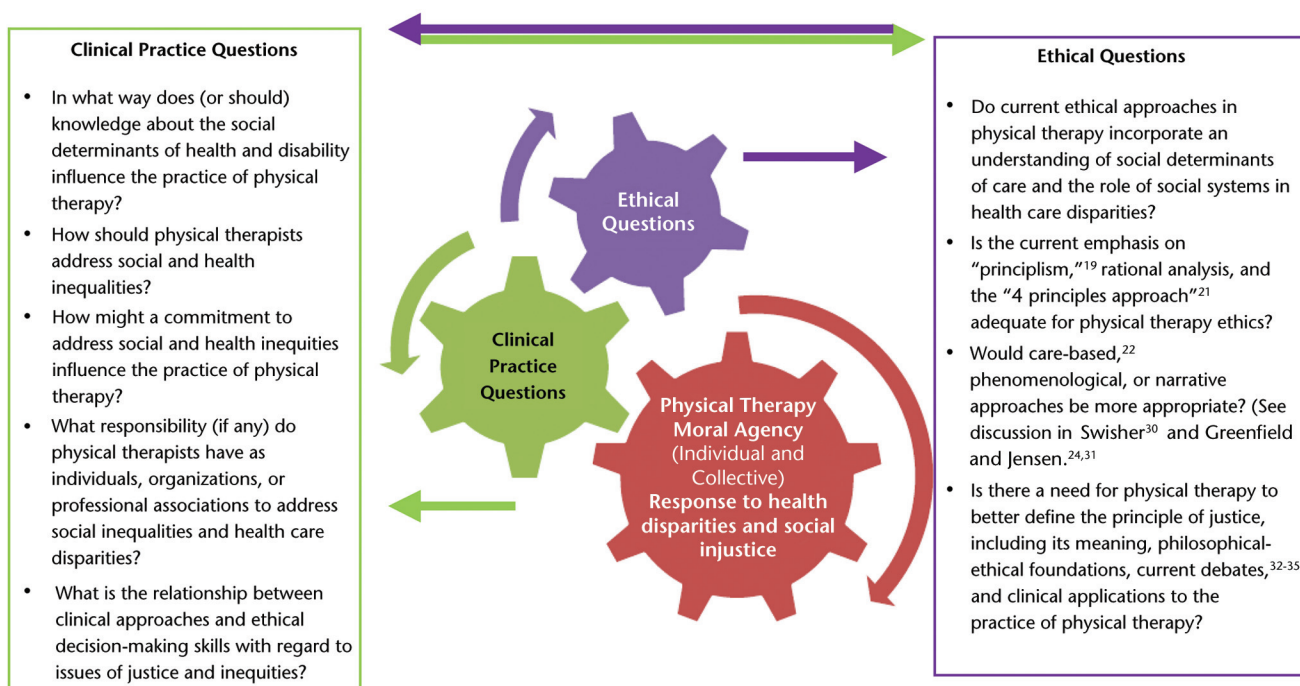 Clinical Practice Questions
• In what way does (or should)
knowledge about the social
determinants of health and disability
influence the practice of physical
therapy?
• How should physical therapists
address social and health
inequalities?
• How might a commitment to
address social and health inequities
influence the practice of physical
therapy?
• What responsibility (if any) do
physical therapists have as
individuals, organizations, or
professional associations to address
social inequalities and health care
disparities?
• What is the relationship between
clinical approaches and ethical
decision-making skills with regard to
issues of justice and inequities?
Ethical
Questions
Clinical
Practice
Questions
Physical Therapy
Moral Agency
(Individual and
Collective)
Response to health
disparities and social
injustice
Ethical Questions
• Do current ethical approaches in
physical therapy incorporate an
understanding of social determinants
of care and the role of social systems in
health care disparities?
• Is the current emphasis on
“principlism,”19 rational analysis, and
the “4 principles approach”21
adequate for physical therapy ethics?
• Would care-based,22
phenomenological, or narrative
approaches be more appropriate? (See
discussion in Swisher30 and Greenfield
and Jensen.24,31
• Is there a need for physical therapy to
better define the principle of justice,
including its meaning, philosophical-
ethical foundations, current debates,32-35
and clinical applications to the
practice of physical therapy?